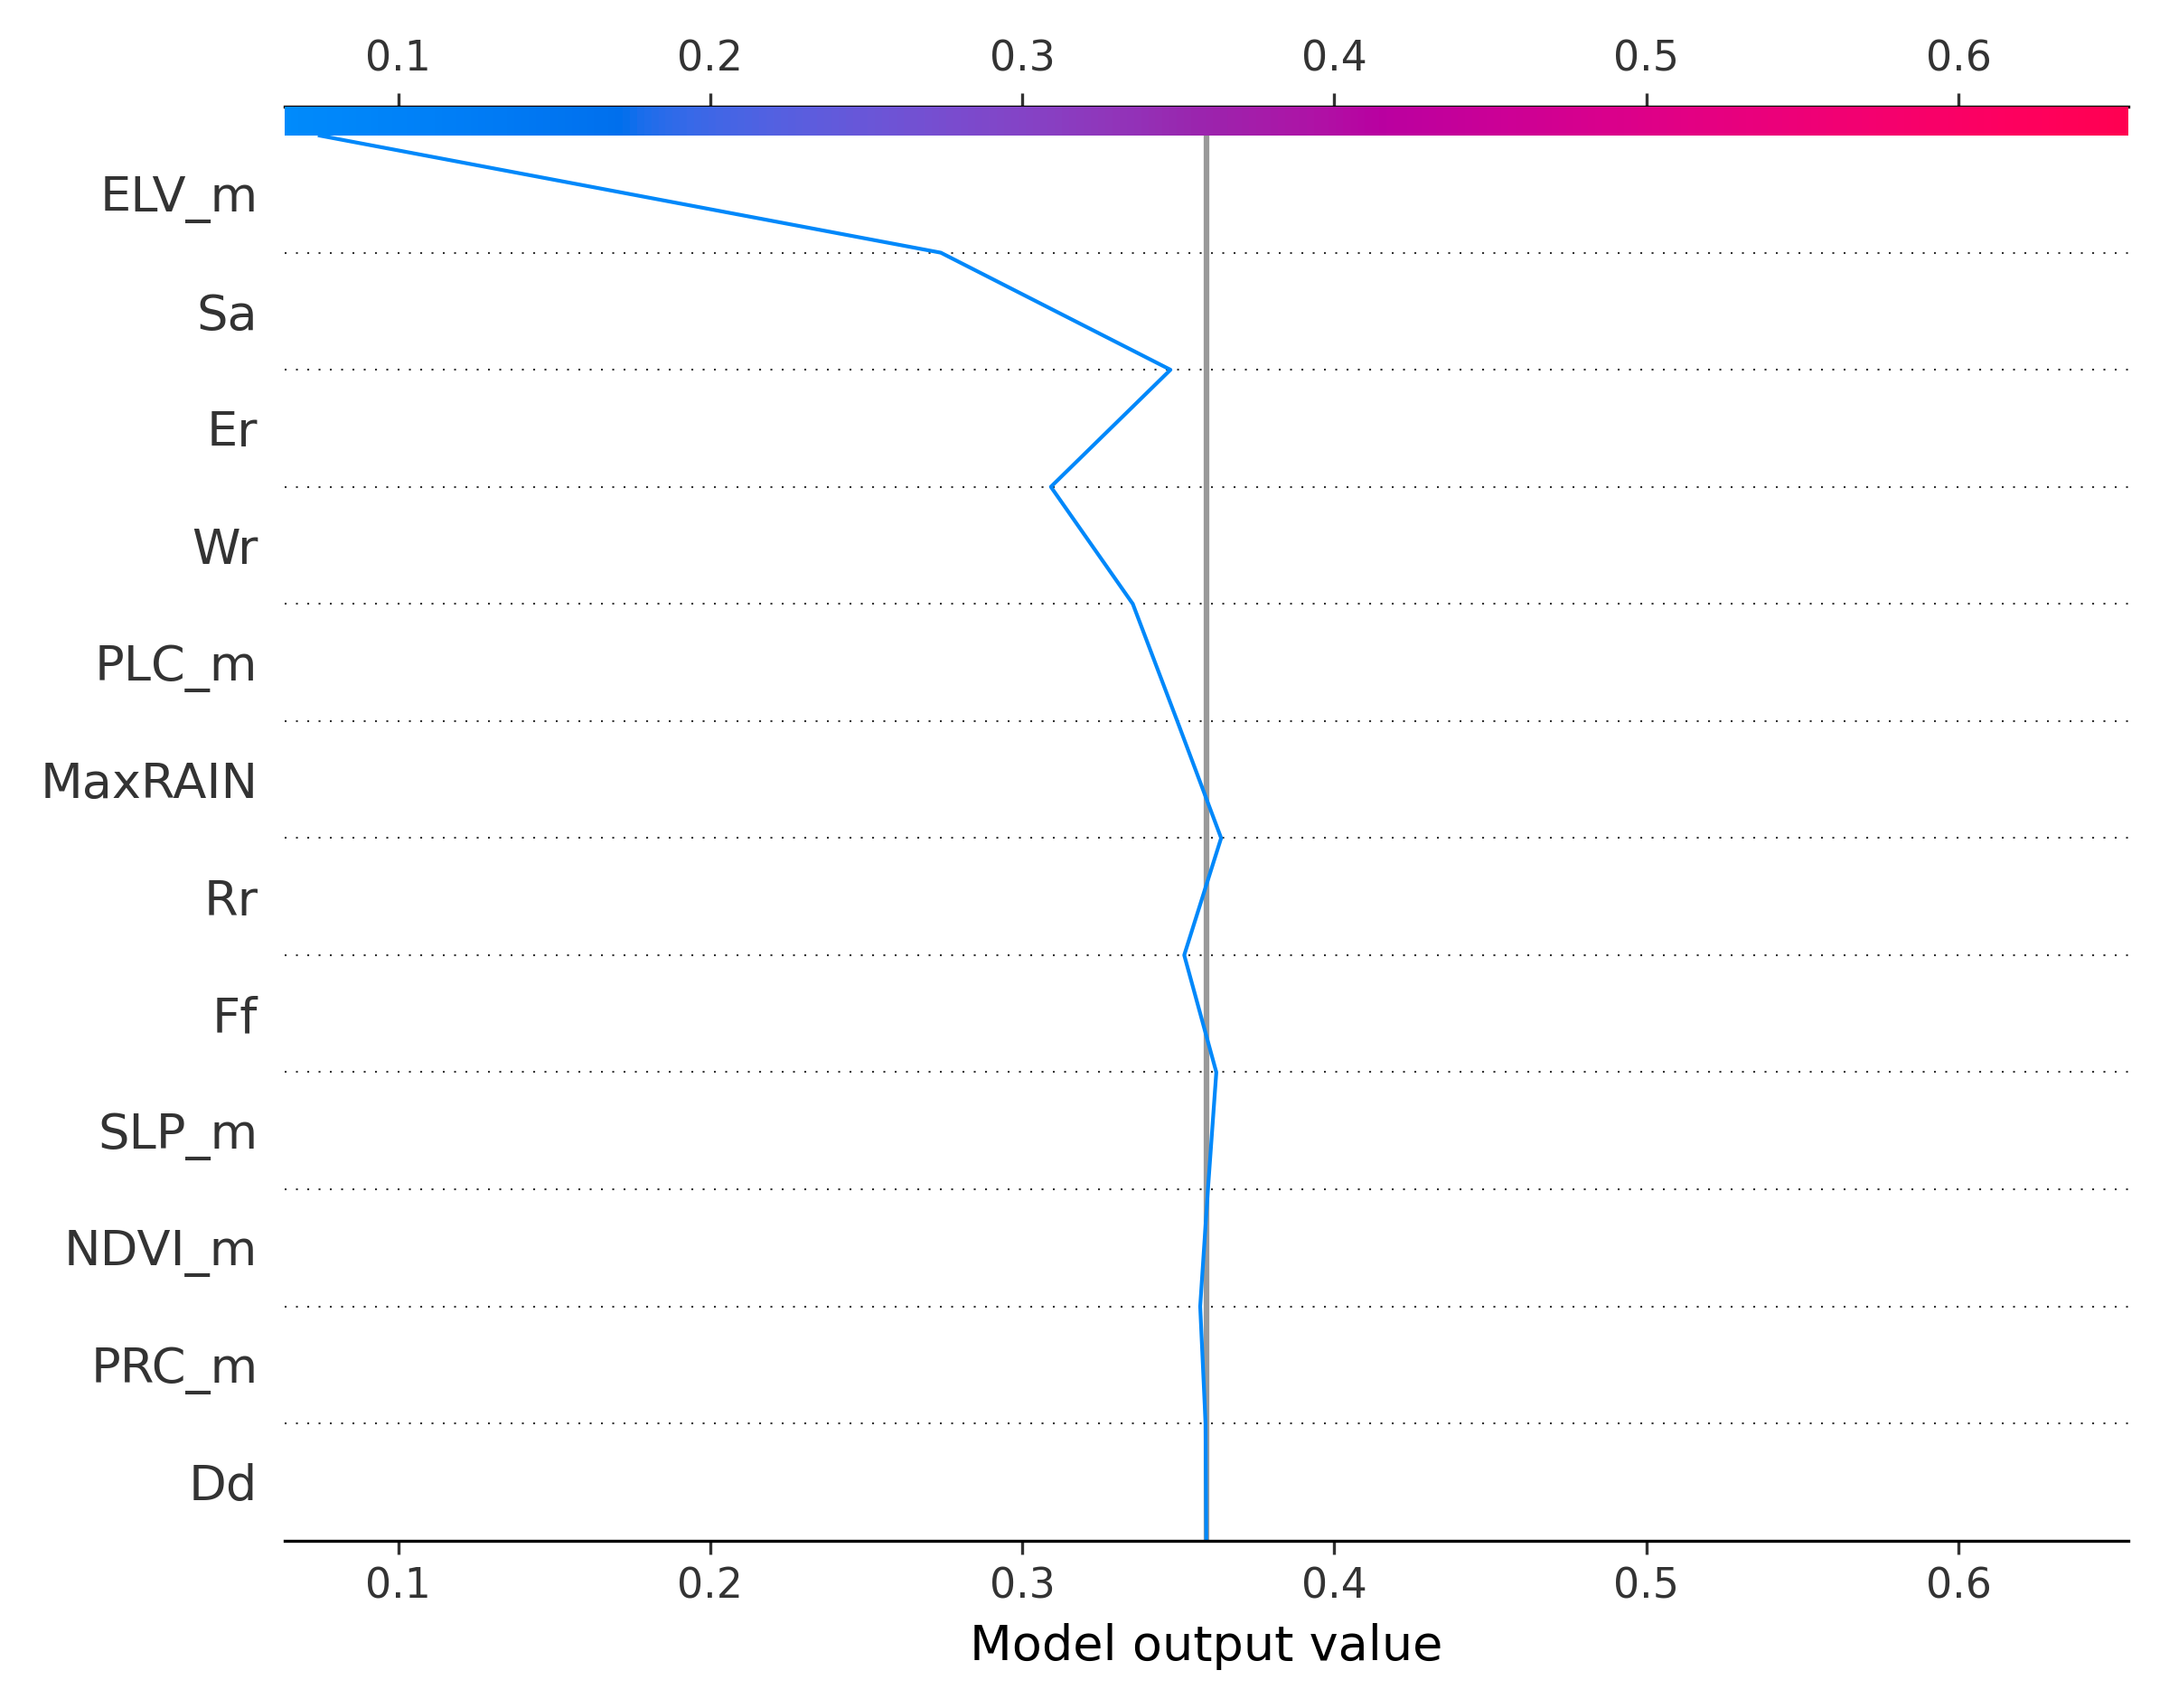 0.1 0.2 0.3 0.4 0.5 0.6
ELV_m
Sa
Er
Wr
PLC_m
MaxRAIN
Rr
Ff
SLP_m
NDVI_m
PRC_m
Dd
0.1 0.2 0.3 0.4 0.5 0.6
Model output value